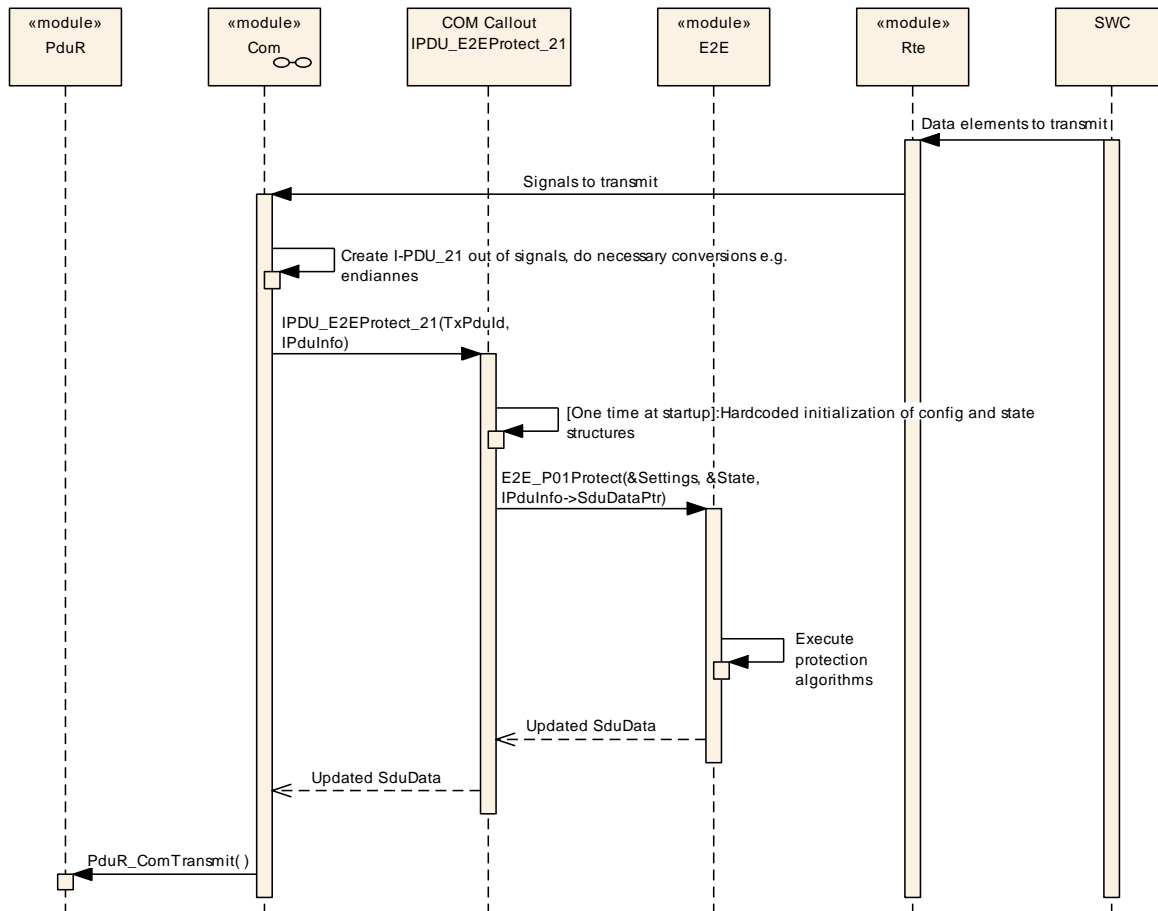 «module»
PduR
«module»
Com
COM Callout
IPDU_E2EProtect_21
«module»
E2E
«module»
Rte
SWC
Data elements to transmit
Signals to transmit
Create I-PDU_21 out of signals, do necessary conversions e.g.
endiannes
IPDU_E2EProtect_21(TxPduId,
IPduInfo)
[One time at startup]:Hardcoded initialization of config and state
structures
E2E_P01Protect(&Settings, &State,
IPduInfo->SduDataPtr)
Execute
protection
algorithms
Updated SduData
Updated SduData
PduR_ComTransmit()